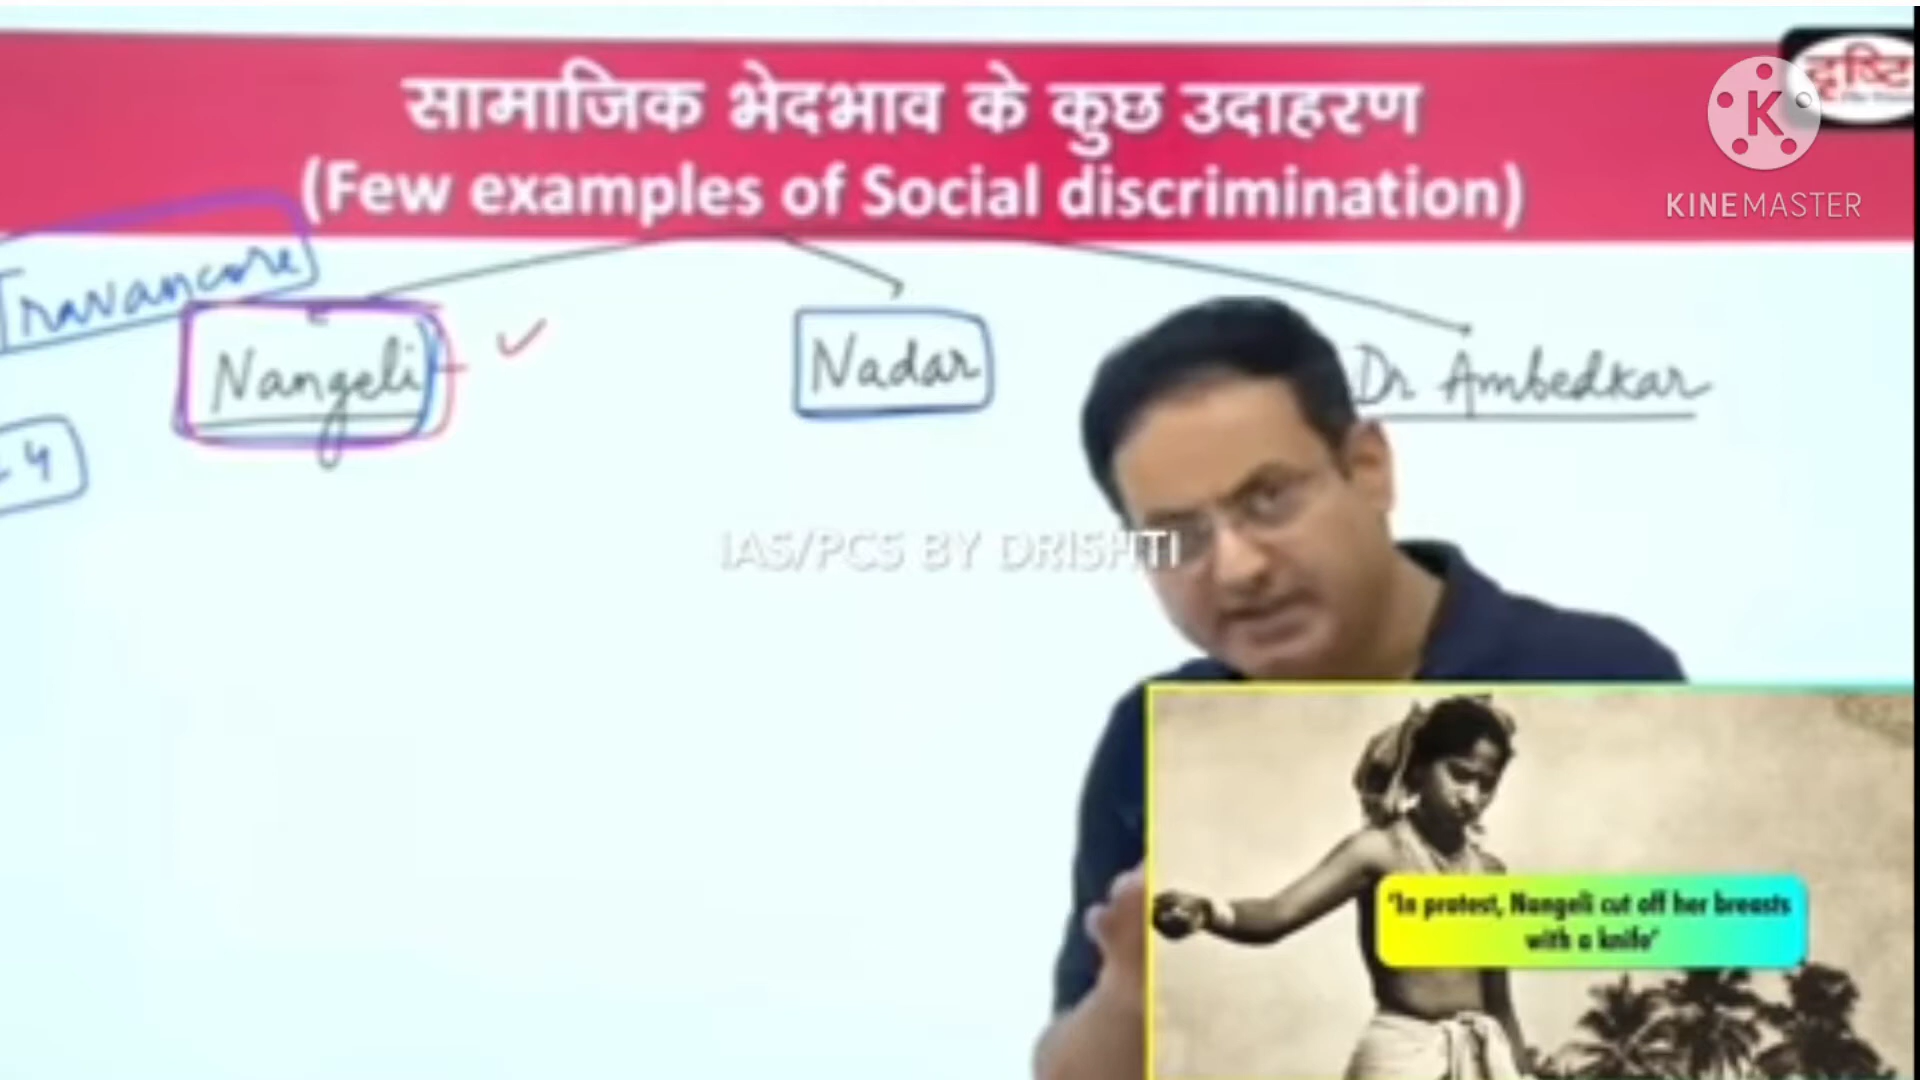 सामाजिक भेदभाव के कुछ उदाहरण
(Few examples of Social discrimination)
दृष्टि
K
KINEMASTER
Travancore
Nangeli
Nadar
Dr Ambedkar
4
IAS/PCS BY DRISHTI
'In protest, Nangeli cut off her breasts
with a knife'